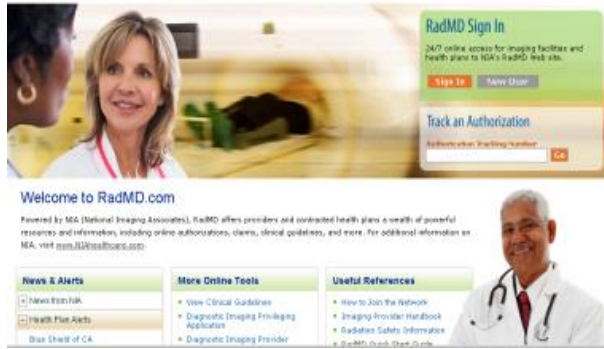 RadMD Sign In
24/7 online access for imaging facilities and
health plans to NIA's RadMD Web site.
Sign In New User
Track an Authorization
Authorization Tracking Number
Go
Welcome to RadMD.com
Powered by NIA (National Imaging Associates), RadMD offers providers and contracted health plans a wealth of powerful
resources and information, including online authorizations, claims, clinical guidelines, and more. For additional information on
NIA, visit www.NIAhealthcare.com.
News & Alerts
News from NIA
Health Plan Alerts
Blue Shield of CA
More Online Tools
View Clinical Guidelines
Diagnostic Imaging Privileging
Application
Diagnostic Imaging Provider
Useful References
How to Join the Network
Imaging Provider Handbook
Radiation Safety Information
RadMD Quick Start Guide